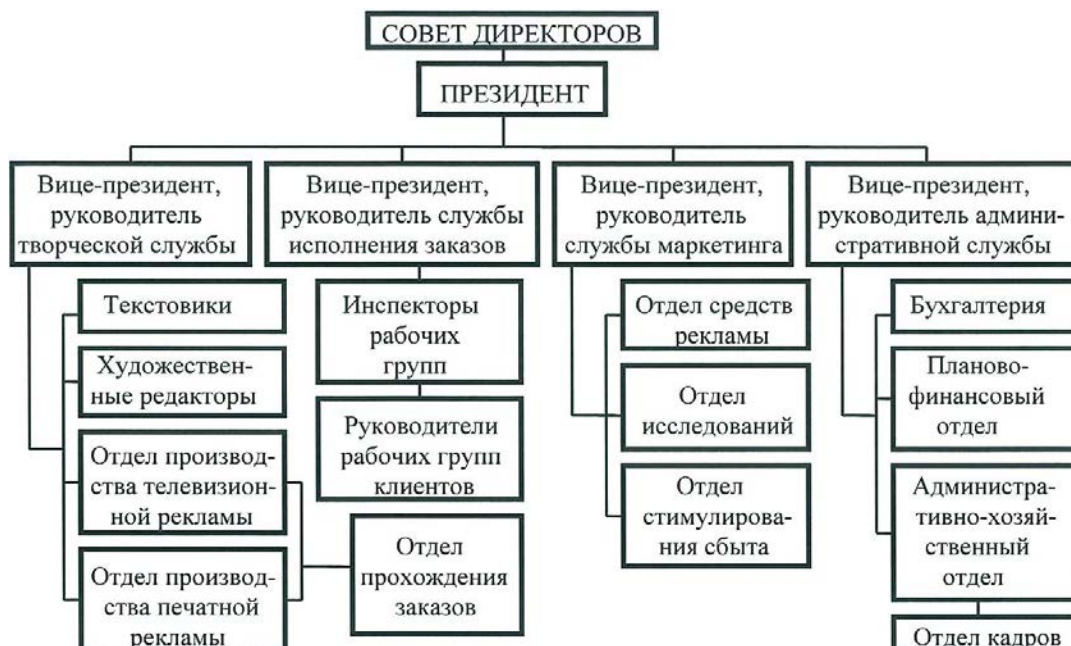 СОВЕТ ДИРЕКТОРОВ
ПРЕЗИДЕНТ
Вице-президент,
руководитель
творческой службы
Вице-президент,
руководитель службы
исполнения заказов
Вице-президент,
руководитель
службы маркетинга
Вице-президент,
руководитель админи-
стративной службы
Текстовики
Художествен-
ные редакторы
Отдел производ-
ства телевизион-
ной рекламы
Отдел производ-
ства печатной
рекламы
Инспекторы
рабочих
групп
Руководители
рабочих групп
клиентов
Отдел
прохождения
заказов
Отдел средств
рекламы
Отдел
исследований
Отдел
стимулирова-
ния сбыта
Бухгалтерия
Планово-
финансовый
отдел
Администра-
тивно-хозяй-
ственный
отдел
Отдел кадров